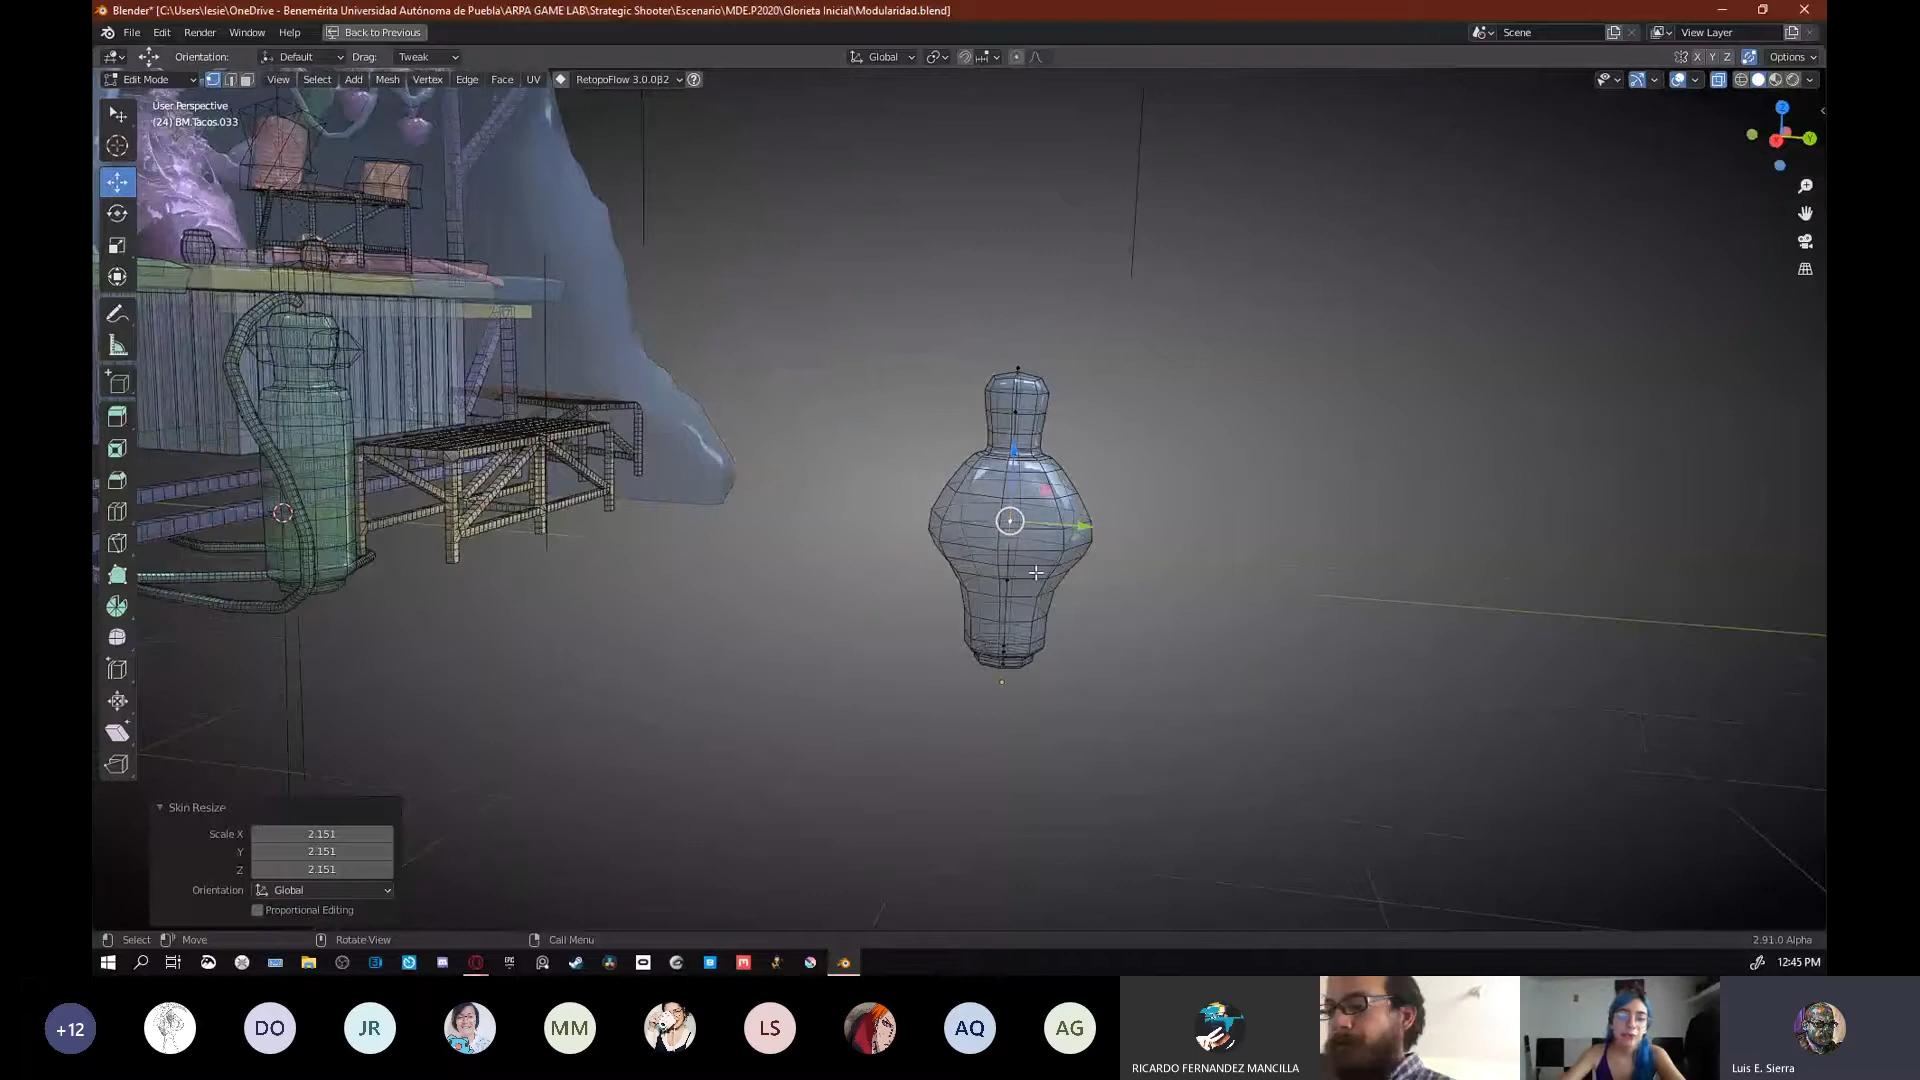 Blender* [C:\Users\lesie\OneDrive - Benemérita Universidad Autónoma de Puebla\ARPA GAME LAB\Strategic Shooter\Escenario\MDE.P2020\Glorieta Inicial\Modularidad.blend]
File Edit Render Window Help Back to Previous Scene View Layer
Orientation: Default Drag: Tweak Global X Y Z Options
Edit Mode View Select Add Mesh Vertex Edge Face UV RetopoFlow 3.0.0β2
User Perspective
(24) BM.Tacos.033
Z
Y
Skin Resize
Scale X 2.151
Y 2.151
Z 2.151
Orientation Global
Proportional Editing
Select Move Rotate View Call Menu 2.91.0 Alpha
12:45 PM
+12 DO JR MM LS AQ AG
RICARDO FERNANDEZ MANCILLA Luis E. Sierra